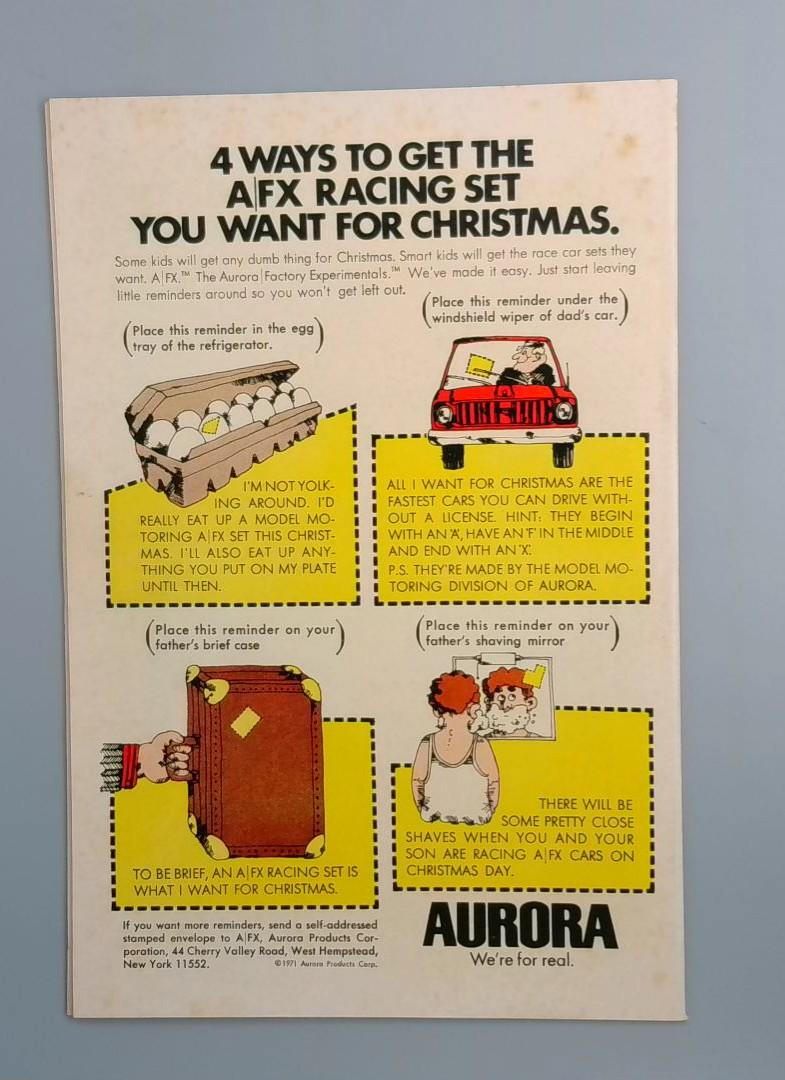 4 WAYS TO GET THE
A|FX RACING SET
YOU WANT FOR CHRISTMAS.
Some kids will get any dumb thing for Christmas. Smart kids will get the race car sets they
want. A|FX.™ The Aurora|Factory Experimentals.™ We've made it easy. Just start leaving
little reminders around so you won't get left out.
(Place this reminder in the egg
tray of the refrigerator.)
(Place this reminder under the
windshield wiper of dad's car.)
I'M NOT YOLK-
ING AROUND. I'D
REALLY EAT UP A MODEL MO-
TORING A|FX SET THIS CHRIST-
MAS. I'LL ALSO EAT UP ANY-
THING YOU PUT ON MY PLATE
UNTIL THEN.
ALL I WANT FOR CHRISTMAS ARE THE
FASTEST CARS YOU CAN DRIVE WITH-
OUT A LICENSE. HINT: THEY BEGIN
WITH AN 'A', HAVE AN 'F' IN THE MIDDLE
AND END WITH AN 'X'.
P.S. THEY'RE MADE BY THE MODEL MO-
TORING DIVISION OF AURORA.
(Place this reminder on your
father's brief case)
(Place this reminder on your
father's shaving mirror)
TO BE BRIEF, AN A|FX RACING SET IS
WHAT I WANT FOR CHRISTMAS.
THERE WILL BE
SOME PRETTY CLOSE
SHAVES WHEN YOU AND YOUR
SON ARE RACING A|FX CARS ON
CHRISTMAS DAY.
If you want more reminders, send a self-addressed
stamped envelope to A|FX, Aurora Products Cor-
poration, 44 Cherry Valley Road, West Hempstead,
New York 11552. ©1971 Aurora Products Corp.
AURORA
We're for real.